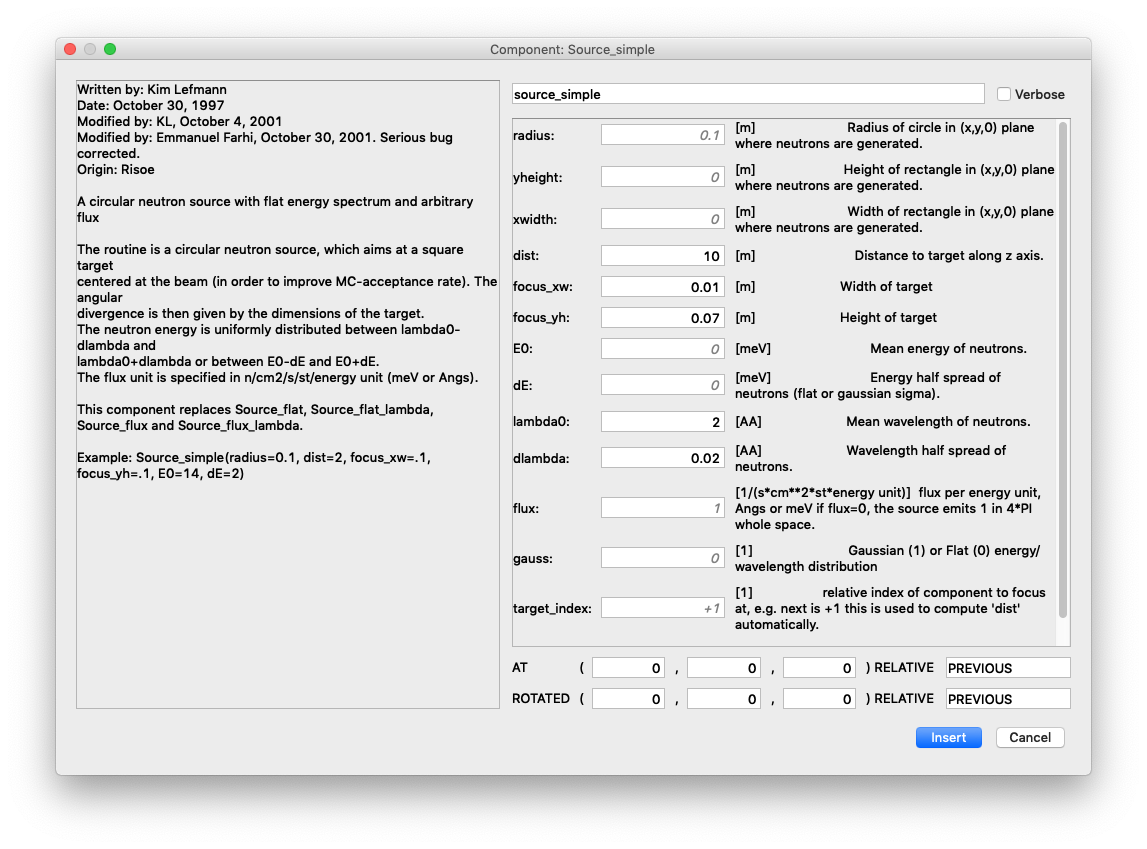 Component: Source_simple
Written by: Kim Lefmann
Date: October 30, 1997
Modified by: KL, October 4, 2001
Modified by: Emmanuel Farhi, October 30, 2001. Serious bug
corrected.
Origin: Risoe
A circular neutron source with flat energy spectrum and arbitrary
flux
The routine is a circular neutron source, which aims at a square
target
centered at the beam (in order to improve MC-acceptance rate). The
angular
divergence is then given by the dimensions of the target.
The neutron energy is uniformly distributed between lambda0-
dlambda and
lambda0+dlambda or between E0-dE and E0+dE.
The flux unit is specified in n/cm2/s/st/energy unit (meV or Angs).
This component replaces Source_flat, Source_flat_lambda,
Source_flux and Source_flux_lambda.
Example: Source_simple(radius=0.1, dist=2, focus_xw=.1,
focus_yh=.1, E0=14, dE=2)
source_simple Verbose
radius: 0.1 [m] Radius of circle in (x,y,0) plane
where neutrons are generated.
yheight: 0 [m] Height of rectangle in (x,y,0) plane
where neutrons are generated.
xwidth: 0 [m] Width of rectangle in (x,y,0) plane
where neutrons are generated.
dist: 10 [m] Distance to target along z axis.
focus_xw: 0.01 [m] Width of target
focus_yh: 0.07 [m] Height of target
E0: 0 [meV] Mean energy of neutrons.
dE: 0 [meV] Energy half spread of
neutrons (flat or gaussian sigma).
lambda0: 2 [AA] Mean wavelength of neutrons.
dlambda: 0.02 [AA] Wavelength half spread of
neutrons.
flux: 1 [1/(s*cm**2*st*energy unit)] flux per energy unit,
Angs or meV if flux=0, the source emits 1 in 4*PI
whole space.
gauss: 0 [1] Gaussian (1) or Flat (0) energy/
wavelength distribution
target_index: +1 [1] relative index of component to focus
at, e.g. next is +1 this is used to compute 'dist'
automatically.
AT ( 0 , 0 , 0 ) RELATIVE PREVIOUS
ROTATED ( 0 , 0 , 0 ) RELATIVE PREVIOUS
Insert Cancel